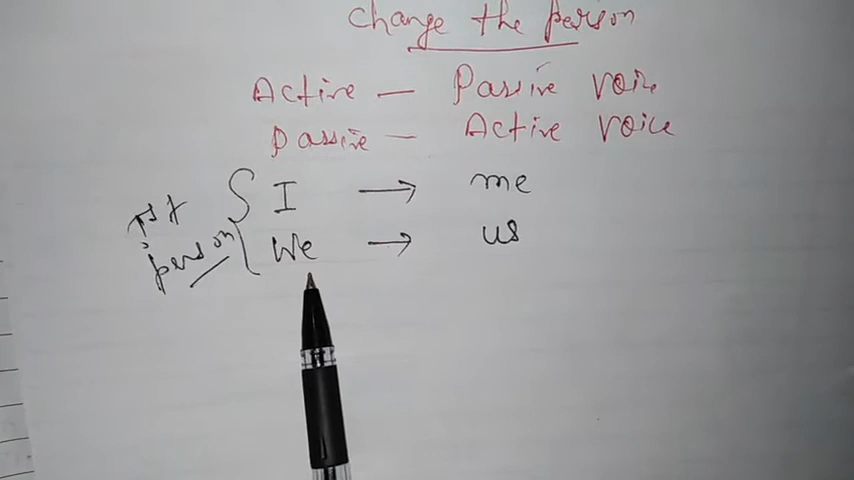 change the person
Active — Passive voice
Passive — Active voice
1st person { I → me
We → us